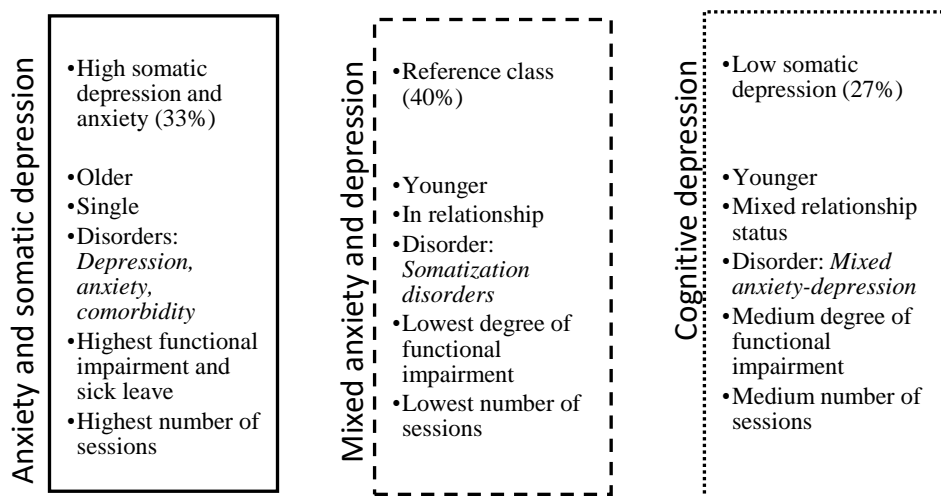 Anxiety and somatic depression
•High somatic
depression and
anxiety (33%)
•Older
•Single
•Disorders:
Depression,
anxiety,
comorbidity
•Highest functional
impairment and
sick leave
•Highest number of
sessions
Mixed anxiety and depression
•Reference class
(40%)
•Younger
•In relationship
•Disorder:
Somatization
disorders
•Lowest degree of
functional
impairment
•Lowest number of
sessions
Cognitive depression
•Low somatic
depression (27%)
•Younger
•Mixed relationship
status
•Disorder: Mixed
anxiety-depression
•Medium degree of
functional
impairment
•Medium number of
sessions